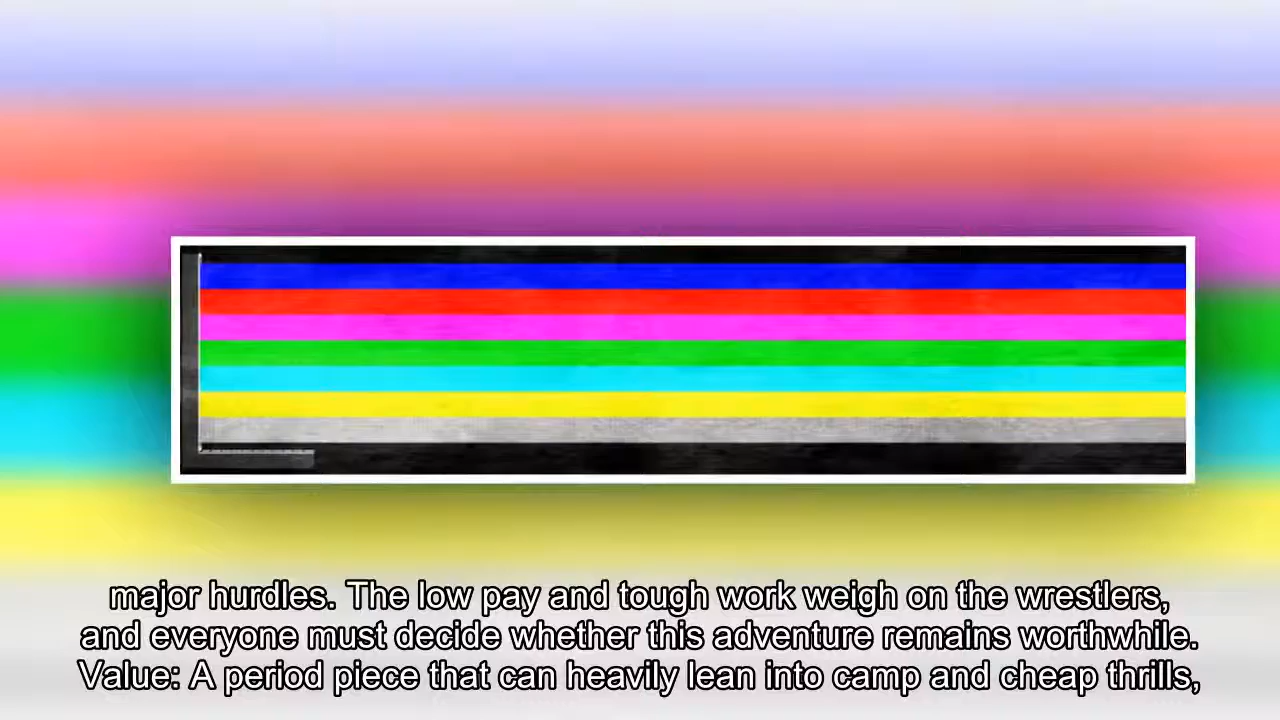 major hurdles. The low pay and tough work weigh on the wrestlers,
and everyone must decide whether this adventure remains worthwhile.
Value: A period piece that can heavily lean into camp and cheap thrills,